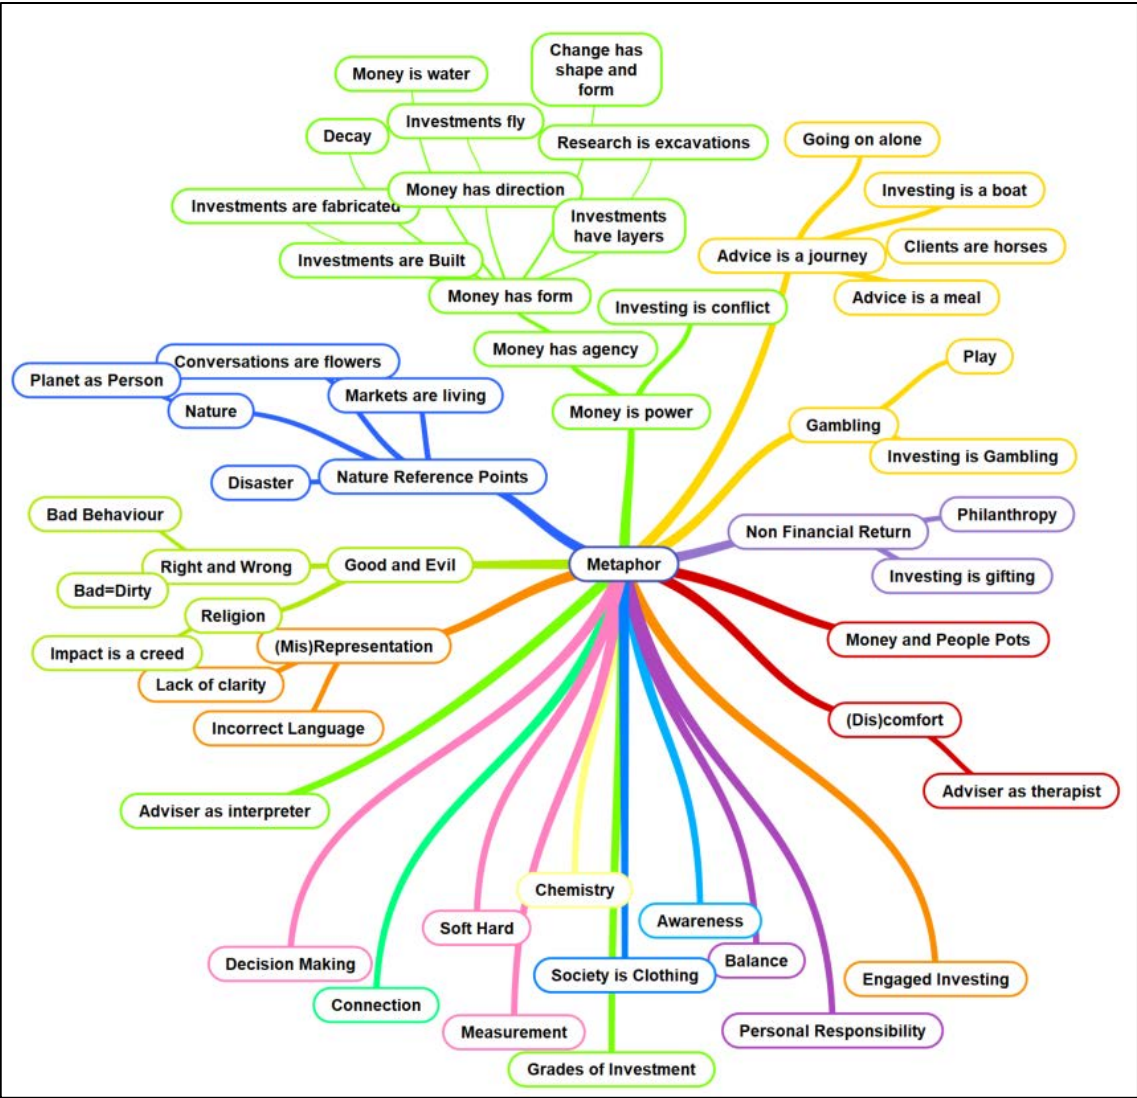 Change has
shape and
form
Money is water
Investments fly
Decay
Research is excavations
Going on alone
Money has direction
Investing is a boat
Investments are fabricated
Investments
have layers
Clients are horses
Advice is a journey
Investments are Built
Money has form
Advice is a meal
Investing is conflict
Money has agency
Play
Conversations are flowers
Planet as Person
Markets are living
Nature
Money is power
Gambling
Investing is Gambling
Nature Reference Points
Disaster
Bad Behaviour
Philanthropy
Non Financial Return
Metaphor
Good and Evil
Right and Wrong
Investing is gifting
Bad=Dirty
Religion
Money and People Pots
(Mis)Representation
Impact is a creed
Lack of clarity
(Dis)comfort
Incorrect Language
Adviser as therapist
Adviser as interpreter
Chemistry
Awareness
Soft Hard
Balance
Decision Making
Society is Clothing
Engaged Investing
Connection
Measurement
Personal Responsibility
Grades of Investment